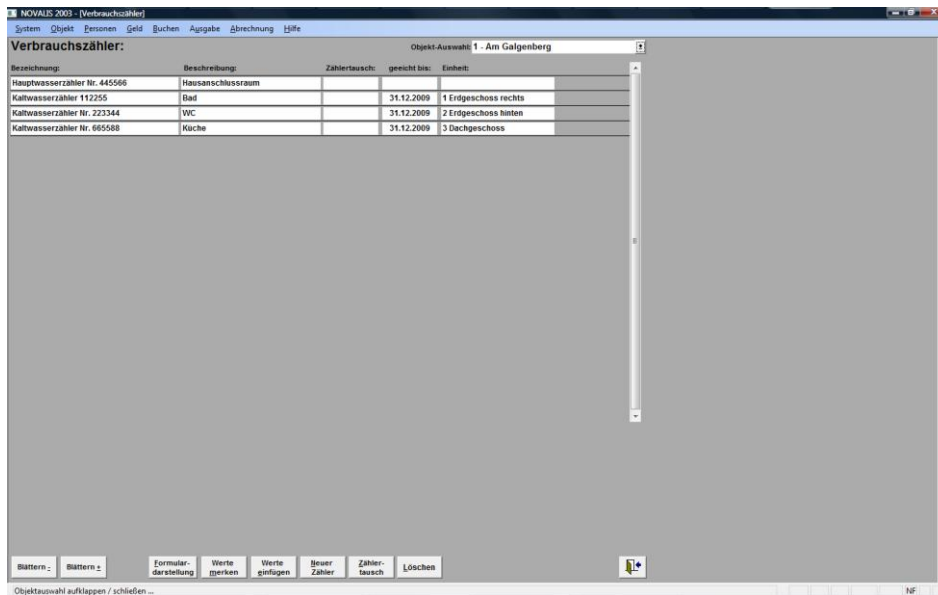 NOVALIS 2003 - [Verbrauchszähler]
System Objekt Personen Geld Buchen Ausgabe Abrechnung Hilfe
Verbrauchszähler:
Objekt-Auswahl: 1 - Am Galgenberg
Bezeichnung: Beschreibung: Zählertausch: geeicht bis: Einheit:
Hauptwasserzähler Nr. 445566 Hausanschlussraum
Kaltwasserzähler 112255 Bad 31.12.2009 1 Erdgeschoss rechts
Kaltwasserzähler Nr. 223344 WC 31.12.2009 2 Erdgeschoss hinten
Kaltwasserzähler Nr. 665588 Küche 31.12.2009 3 Dachgeschoss
Blättern - Blättern + Formular- Werte Werte Neuer Zähler- Löschen
darstellung merken einfügen Zähler tausch
Objektauswahl aufklappen / schließen ... NF